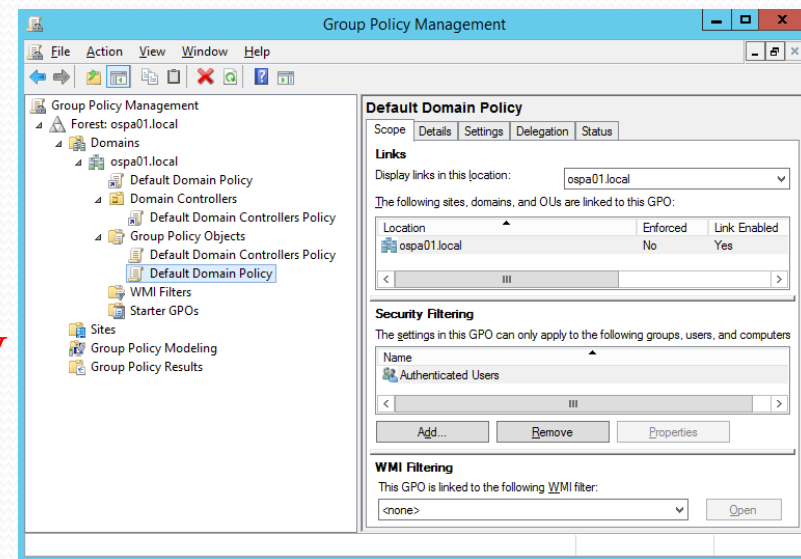 Group Policy Management
File Action View Window Help
Group Policy Management
Forest: ospa01.local
Domains
ospa01.local
Default Domain Policy
Domain Controllers
Default Domain Controllers Policy
Group Policy Objects
Default Domain Controllers Policy
Default Domain Policy
WMI Filters
Starter GPOs
Sites
Group Policy Modeling
Group Policy Results
Default Domain Policy
Scope Details Settings Delegation Status
Links
Display links in this location: ospa01.local
The following sites, domains, and OUs are linked to this GPO:
Location Enforced Link Enabled
ospa01.local No Yes
Security Filtering
The settings in this GPO can only apply to the following groups, users, and computers
Name
Authenticated Users
Add... Remove Properties
WMI Filtering
This GPO is linked to the following WMI filter:
<none> Open